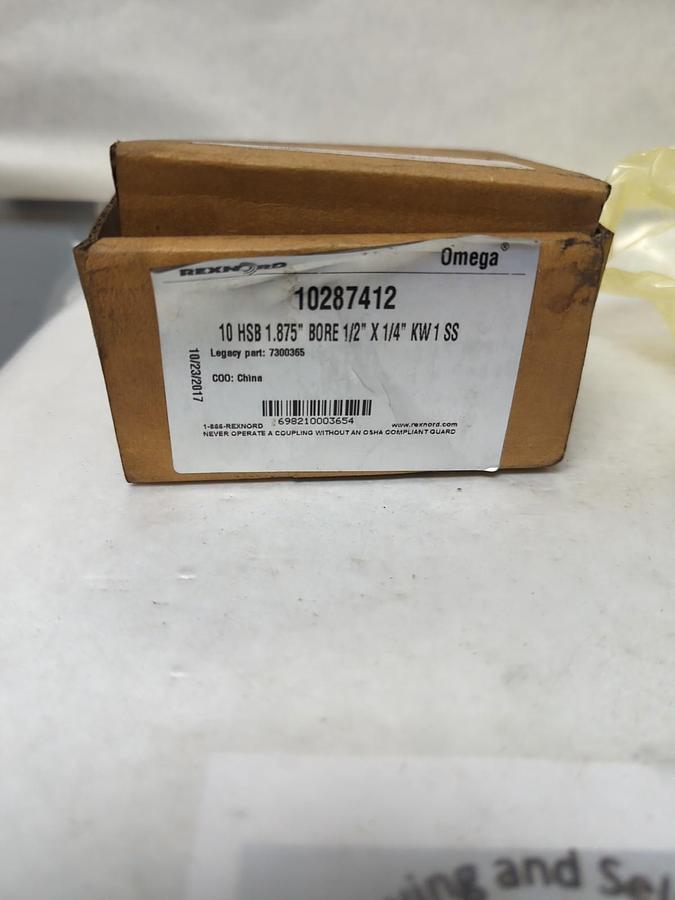 REXNORD
Omega®
10287412
10 HSB 1.875" BORE 1/2" X 1/4" KW 1 SS
Legacy part: 7300365
COO: China
10/23/2017
698210003654
1-866-REXNORD
www.rexnord.com
NEVER OPERATE A COUPLING WITHOUT AN OSHA COMPLIANT GUARD
and Sel